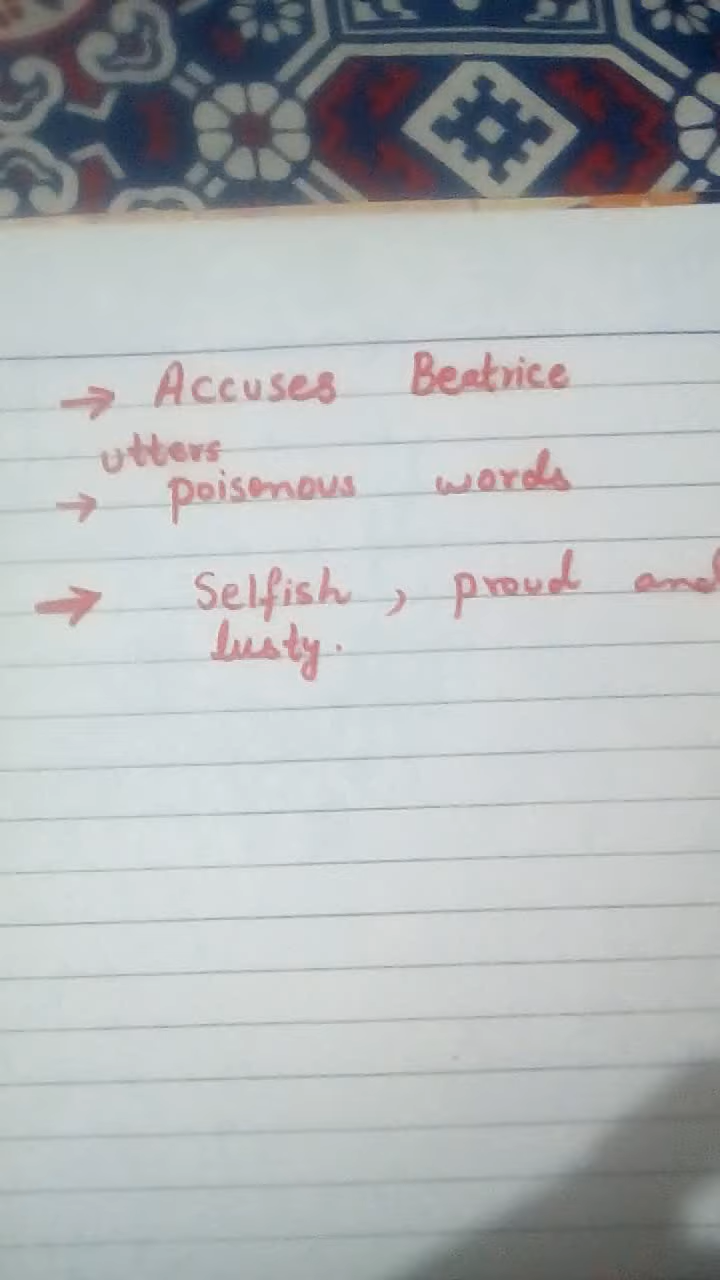 → Accuses Beatrice
utters
→ poisonous words
→ Selfish, proud and
lusty.